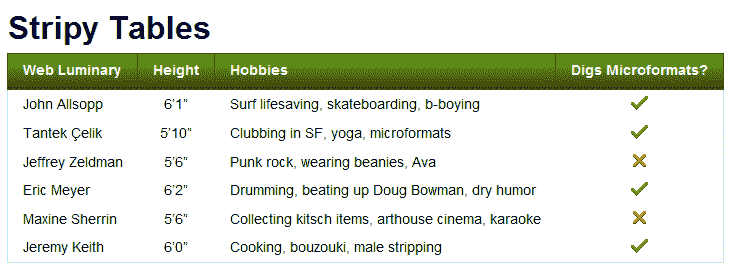 Stripy Tables
Web Luminary Height Hobbies Digs Microformats?
John Allsopp 6’1” Surf lifesaving, skateboarding, b-boying
Tantek Çelik 5’10” Clubbing in SF, yoga, microformats
Jeffrey Zeldman 5’6” Punk rock, wearing beanies, Ava
Eric Meyer 6’2” Drumming, beating up Doug Bowman, dry humor
Maxine Sherrin 5’6” Collecting kitsch items, arthouse cinema, karaoke
Jeremy Keith 6’0” Cooking, bouzouki, male stripping